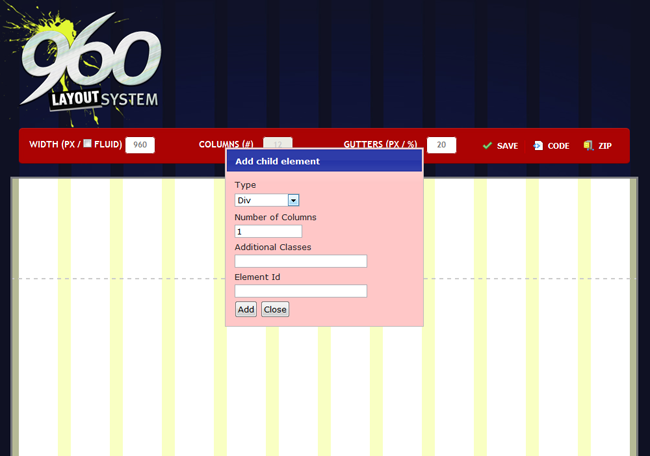 960
LAYOUT SYSTEM
WIDTH (PX / FLUID) 960 COLUMNS (#) 12 GUTTERS (PX / %) 20 SAVE CODE ZIP
Add child element
Type
Div
Number of Columns
1
Additional Classes
Element Id
Add Close